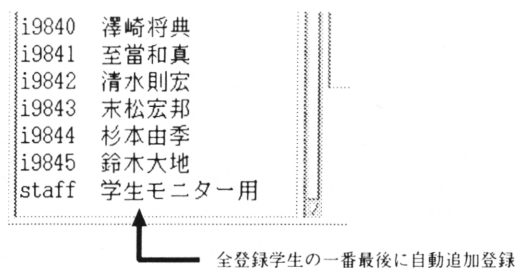 i9840 澤崎将典
i9841 至當和真
i9842 清水則宏
i9843 末松宏邦
i9844 杉本由季
i9845 鈴木大地
staff 学生モニター用
全登録学生の一番最後に自動追加登録